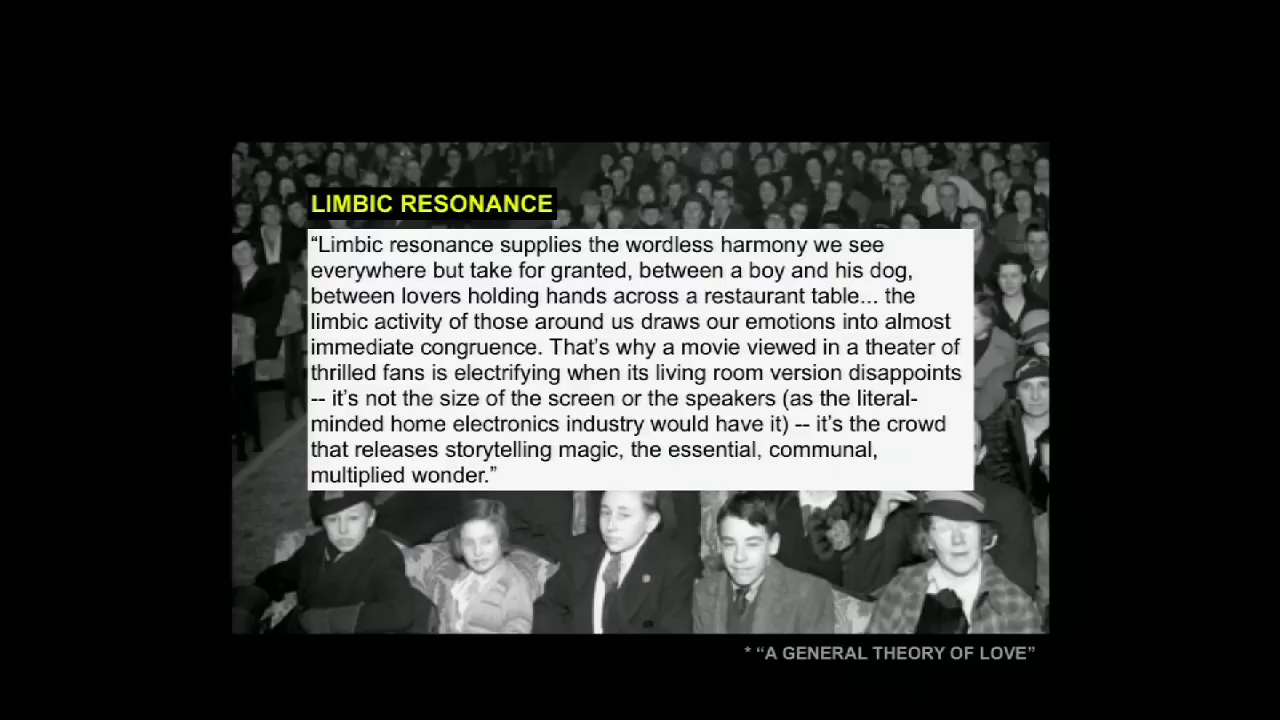 LIMBIC RESONANCE
“Limbic resonance supplies the wordless harmony we see
everywhere but take for granted, between a boy and his dog,
between lovers holding hands across a restaurant table... the
limbic activity of those around us draws our emotions into almost
immediate congruence. That’s why a movie viewed in a theater of
thrilled fans is electrifying when its living room version disappoints
-- it’s not the size of the screen or the speakers (as the literal-
minded home electronics industry would have it) -- it’s the crowd
that releases storytelling magic, the essential, communal,
multiplied wonder.”
* “A GENERAL THEORY OF LOVE”